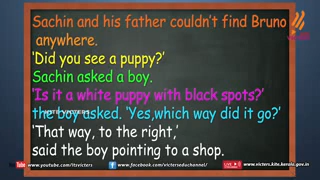 Sachin and his father couldn't find Bruno
anywhere.
'Did you see a puppy?'
Sachin asked a boy.
'Is it a white puppy with black spots?'
the boy asked. 'Yes,which way did it go?'
'That way, to the right,'
said the boy pointing to a shop.
www.youtube.com/itsvicters
www.facebook.com/victerseduchannel
www.victers.kite.kerala.gov.in